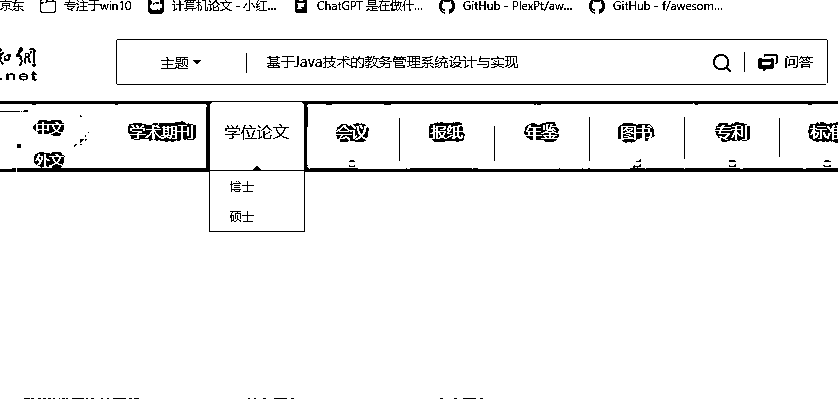 京东 专注于win10 计算机论文 - 小红... ChatGPT 是在做什... GitHub - PlexPt/aw... GitHub - f/awesom...
知网
.net
主题 基于Java技术的教务管理系统设计与实现 问答
中文 学术期刊 学位论文 会议 报纸 年鉴 图书 专利 标准
外文
博士
硕士